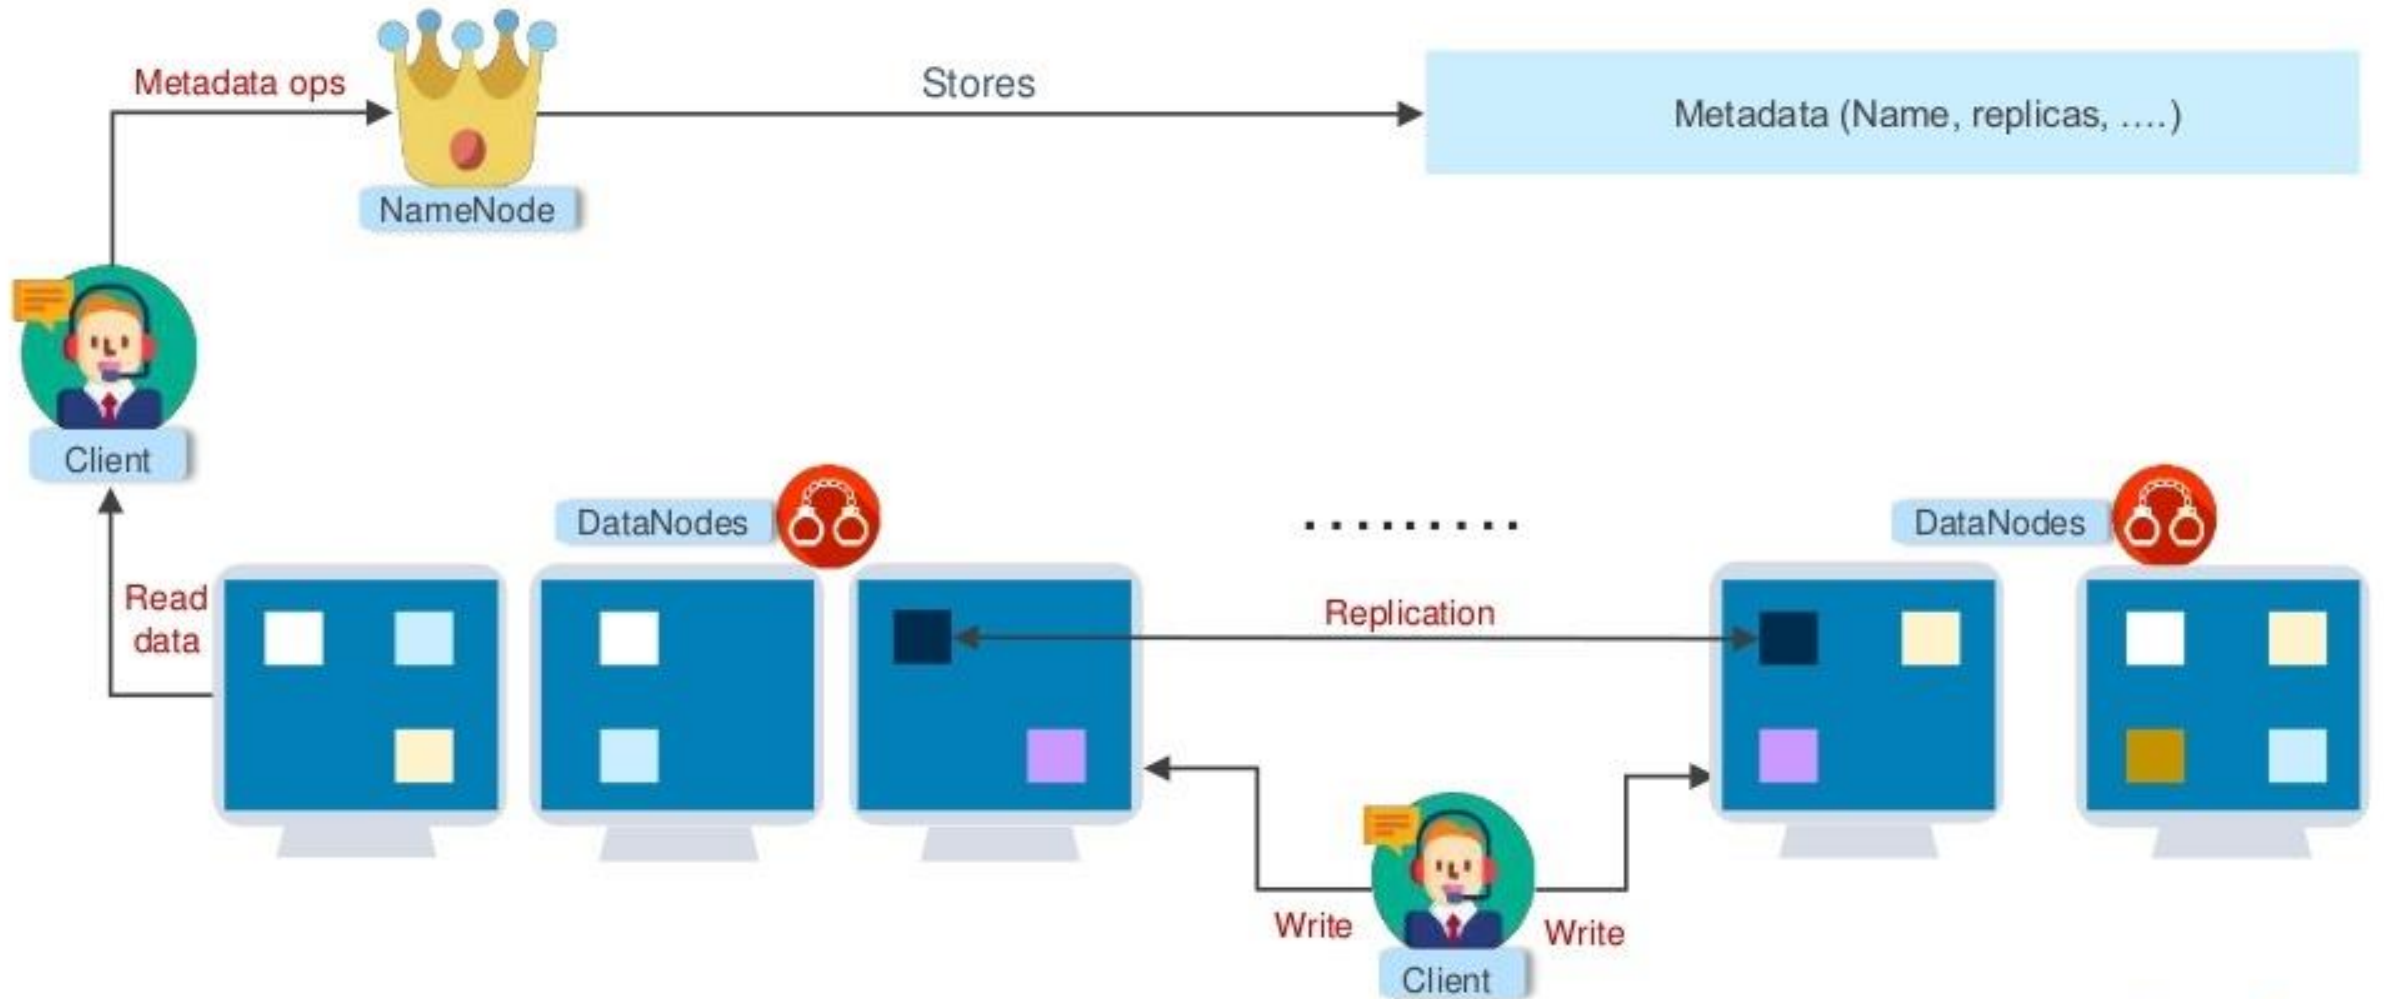 Metadata ops
Stores
Metadata (Name, replicas, ....)
NameNode
Client
DataNodes
.........
DataNodes
Read
data
Replication
Write
Write
Client